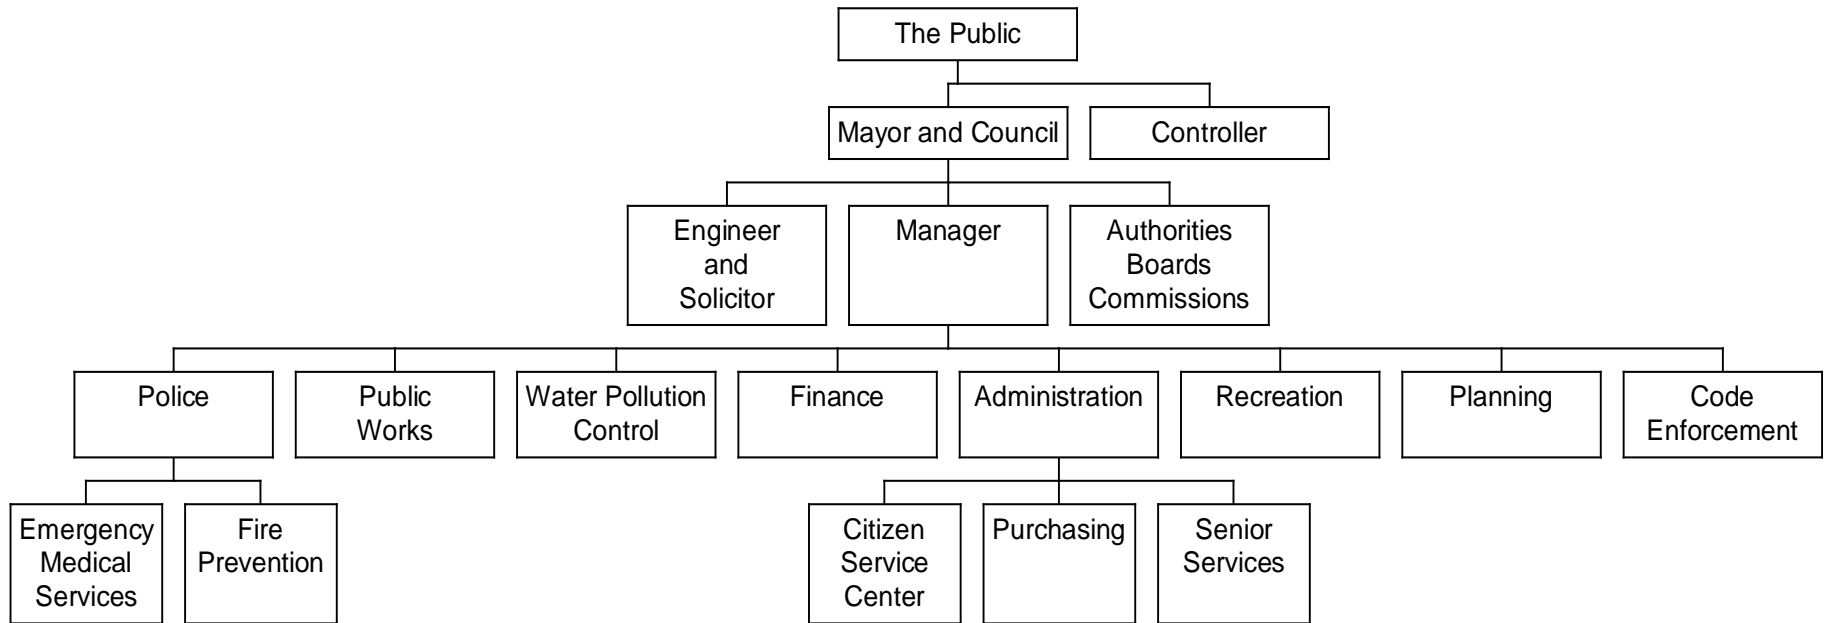 The Public
Mayor and Council
Controller
Engineer
and
Solicitor
Manager
Authorities
Boards
Commissions
Police
Public
Works
Water Pollution
Control
Finance
Administration
Recreation
Planning
Code
Enforcement
Emergency
Medical
Services
Fire
Prevention
Citizen
Service
Center
Purchasing
Senior
Services